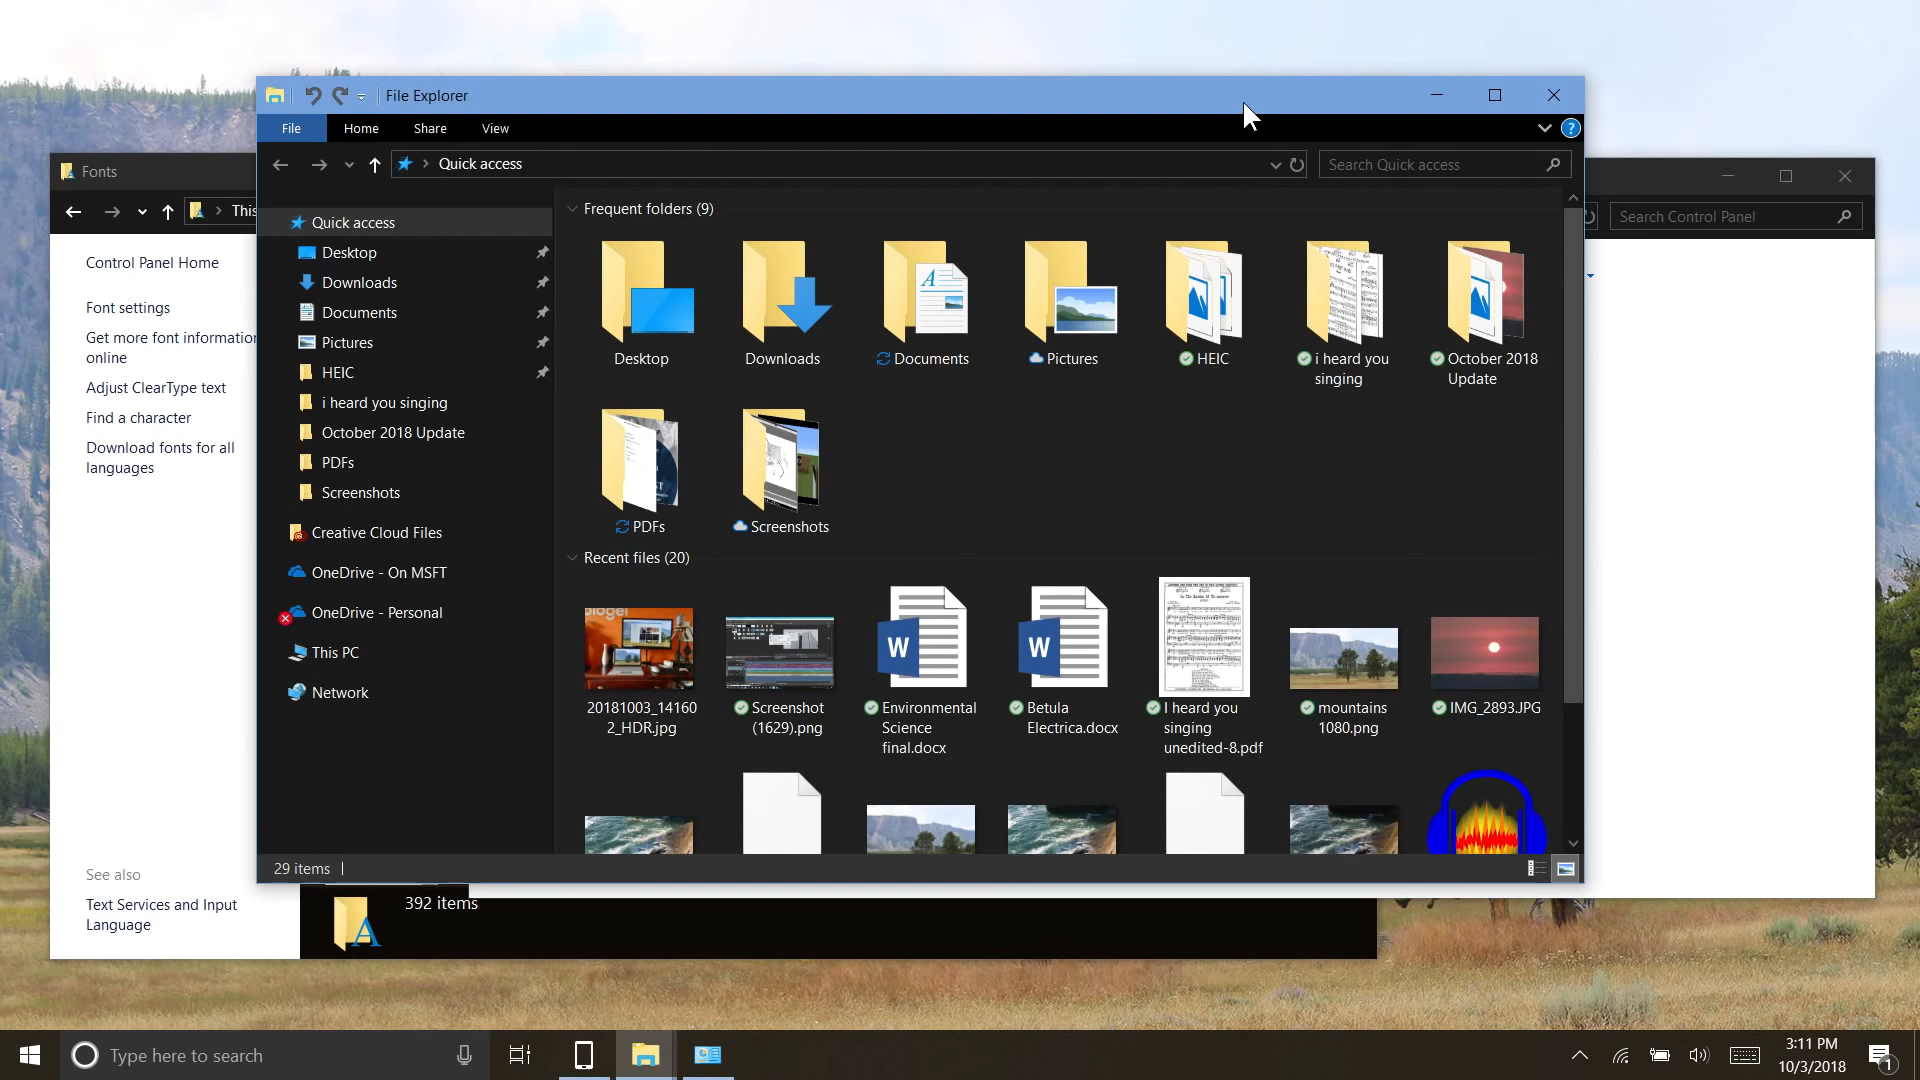 File Explorer
File
Home
Share
View
?
Quick access
Search Quick access
Fonts
This
Search Control Panel
Control Panel Home
Font settings
Get more font information
online
Adjust ClearType text
Find a character
Download fonts for all
languages
See also
Text Services and Input
Language
Quick access
Desktop
Downloads
Documents
Pictures
HEIC
i heard you singing
October 2018 Update
PDFs
Screenshots
Creative Cloud Files
OneDrive - On MSFT
OneDrive - Personal
This PC
Network
Frequent folders (9)
Desktop
Downloads
Documents
Pictures
HEIC
i heard you
singing
October 2018
Update
PDFs
Screenshots
Recent files (20)
20181003_14160
2_HDR.jpg
Screenshot
(1629).png
Environmental
Science
final.docx
Betula
Electrica.docx
I heard you
singing
unedited-8.pdf
mountains
1080.png
IMG_2893.JPG
29 items
392 items
Type here to search
3:11 PM
10/3/2018
1